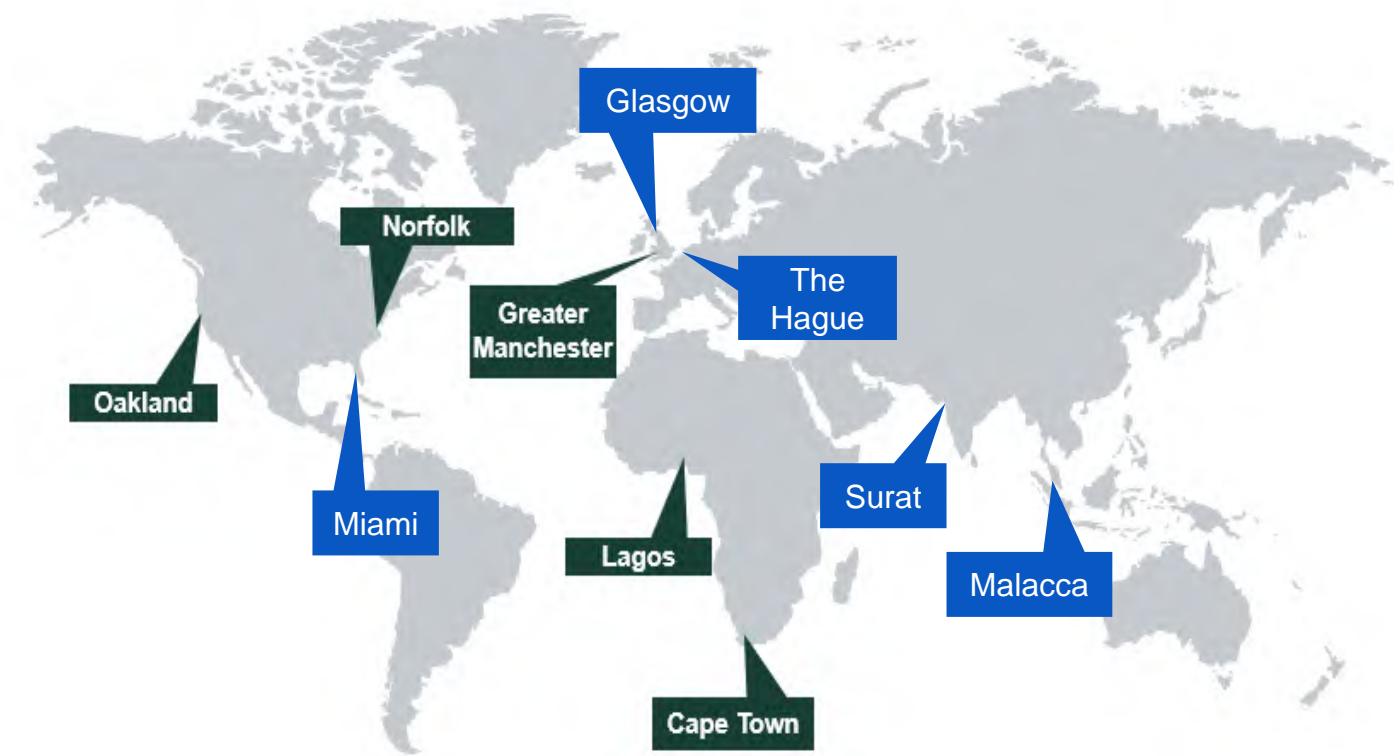 Glasgow
Norfolk
The
Hague
Greater
Manchester
Oakland
Surat
Miami
Lagos
Malacca
Cape Town